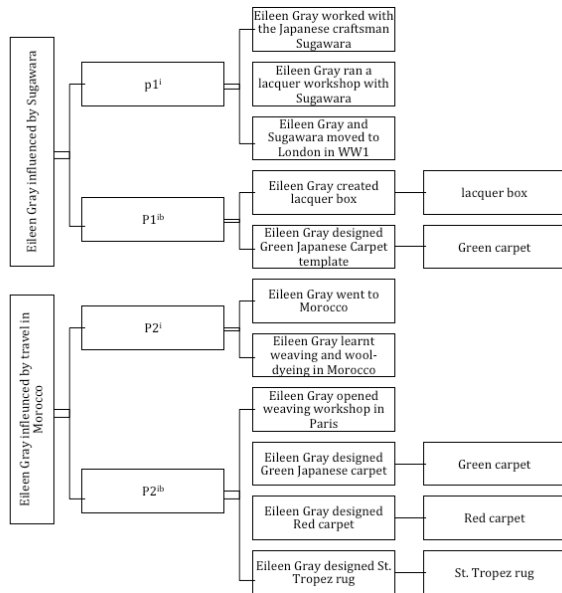 Eileen Gray influenced by Sugawara
p1ⁱ
Eileen Gray worked with
the Japanese craftsman
Sugawara
Eileen Gray ran a
lacquer workshop with
Sugawara
Eileen Gray and
Sugawara moved to
London in WW1
P1ⁱᵇ
Eileen Gray created
lacquer box
lacquer box
Eileen Gray designed
Green Japanese Carpet
template
Green carpet
Eileen Gray infleunced by travel in
Morocco
P2ⁱ
Eileen Gray went to
Morocco
Eileen Gray learnt
weaving and wool-
dyeing in Morocco
P2ⁱᵇ
Eileen Gray opened
weaving workshop in
Paris
Eileen Gray designed
Green Japanese carpet
Green carpet
Eileen Gray designed
Red carpet
Red carpet
Eileen Gray designed St.
Tropez rug
St. Tropez rug